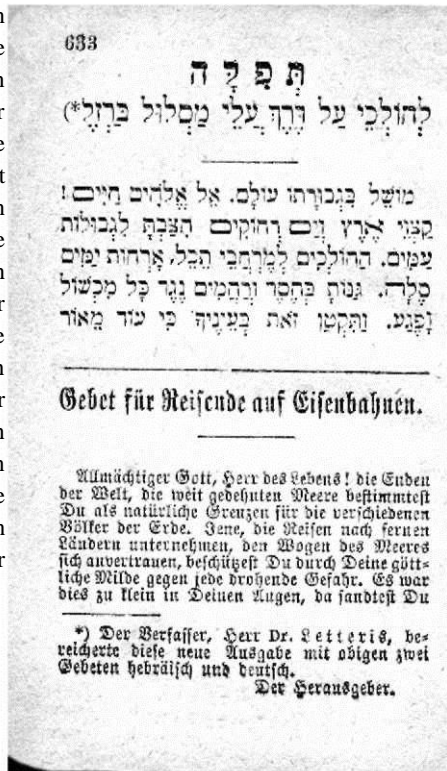 633
תְּפִלָּה
לְהוֹלְכֵי עַל דֶּרֶךְ עֲלֵי מַסְלוּל בַּרְזֶל*)
מוֹשֵׁל בִּגְבוּרָתוֹ עוֹלָם. אֵל אֱלֹהִים חַיִּים!
קַצְוֵי אֶרֶץ וְיָם רְחוֹקִים הִצַּבְתָּ לִגְבוּלוֹת
עַמִּים. הַהוֹלְכִים לְמֶרְחֲבֵי תֵבֵל, אָרְחוֹת יַמִּים
סֶלָה. גַּנּוֹתָ בְּחֶסֶד וְרַחֲמִים נֶגֶד כָּל מִכְשׁוֹל
וָפֶגַע. וַתִּקְטַן זֹאת בְּעֵינֶיךָ כִּי עוֹד מֵאוֹר
Gebet für Reisende auf Eisenbahnen.
Allmächtiger Gott, Herr des Lebens! die Enden
der Welt, die weit gedehnten Meere bestimmtest
Du als natürliche Grenzen für die verschiedenen
Völker der Erde. Jene, die Reisen nach fernen
Ländern unternehmen, den Wogen des Meeres
sich anvertrauen, beschützest Du durch Deine gött-
liche Milde gegen jede drohende Gefahr. Es war
dies zu klein in Deinen Augen, da sandtest Du
*) Der Verfasser, Herr Dr. Letteris, be-
reicherte diese neue Ausgabe mit obigen zwei
Gebeten hebräisch und deutsch.
Der Herausgeber.